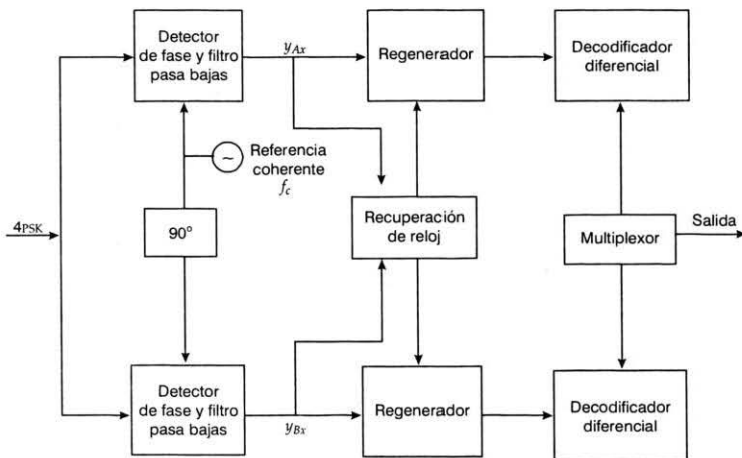 Detector
de fase y filtro
pasa bajas
y_Ax
Regenerador
Decodificador
diferencial
Referencia
coherente
f_c
~
4PSK
90°
Recuperación
de reloj
Multiplexor
Salida
Detector
de fase y filtro
pasa bajas
y_Bx
Regenerador
Decodificador
diferencial